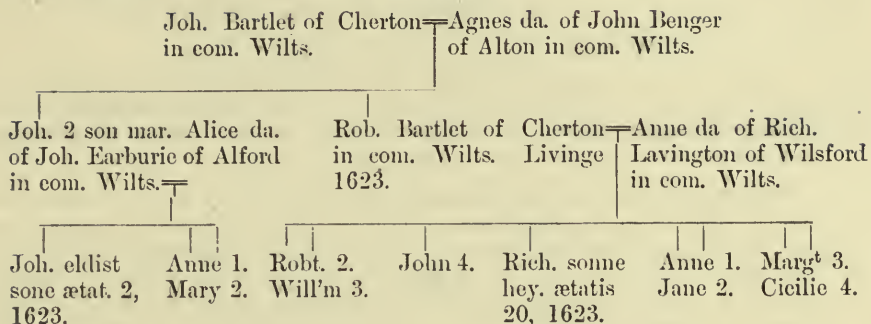 Joh. Bartlet of Cherton
in com. Wilts.
Agnes da. of John Benger
of Alton in com. Wilts.
Joh. 2 son mar. Alice da.
of Joh. Earburie of Alford
in com. Wilts.
Rob. Bartlet of Cherton
in com. Wilts. Livinge
1623.
Anne da of Rich.
Lavington of Wilsford
in com. Wilts.
Joh. eldist
sone ætat. 2,
1623.
Anne 1.
Mary 2.
Robt. 2.
Will'm 3.
John 4.
Rich. sonne
hey. ætatis
20, 1623.
Anne 1.
Jane 2.
Margt 3.
Cicilie 4.